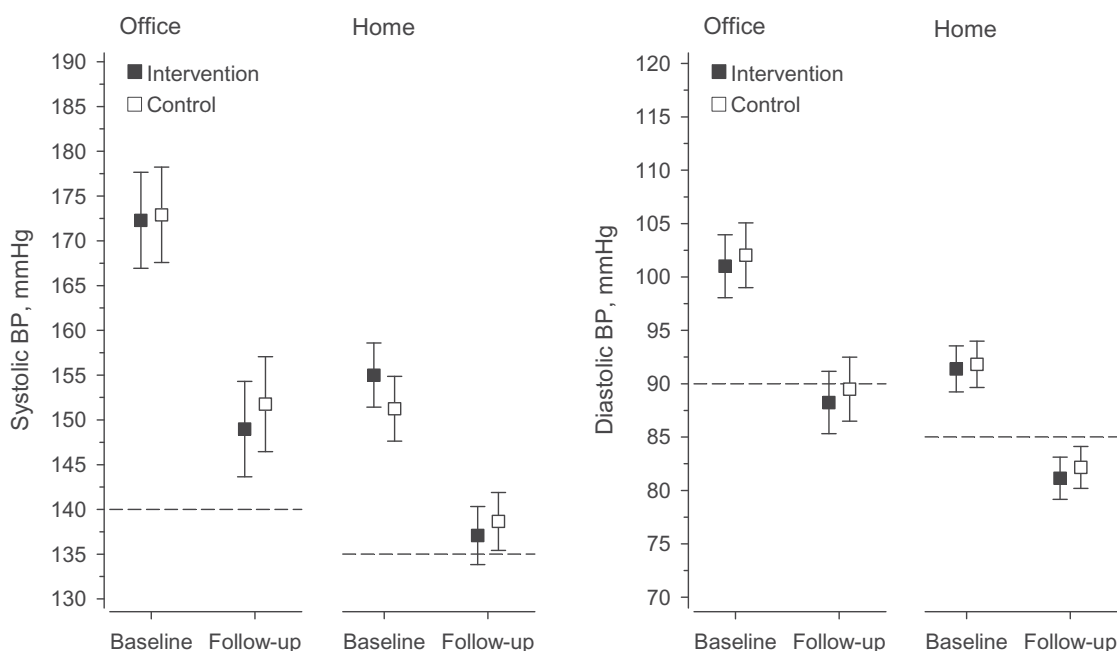 Office
Home
Intervention
Control
Systolic BP, mmHg
190
185
180
175
170
165
160
155
150
145
140
135
130
Baseline
Follow-up
Baseline
Follow-up
Office
Home
Intervention
Control
Diastolic BP, mmHg
120
115
110
105
100
95
90
85
80
75
70
Baseline
Follow-up
Baseline
Follow-up